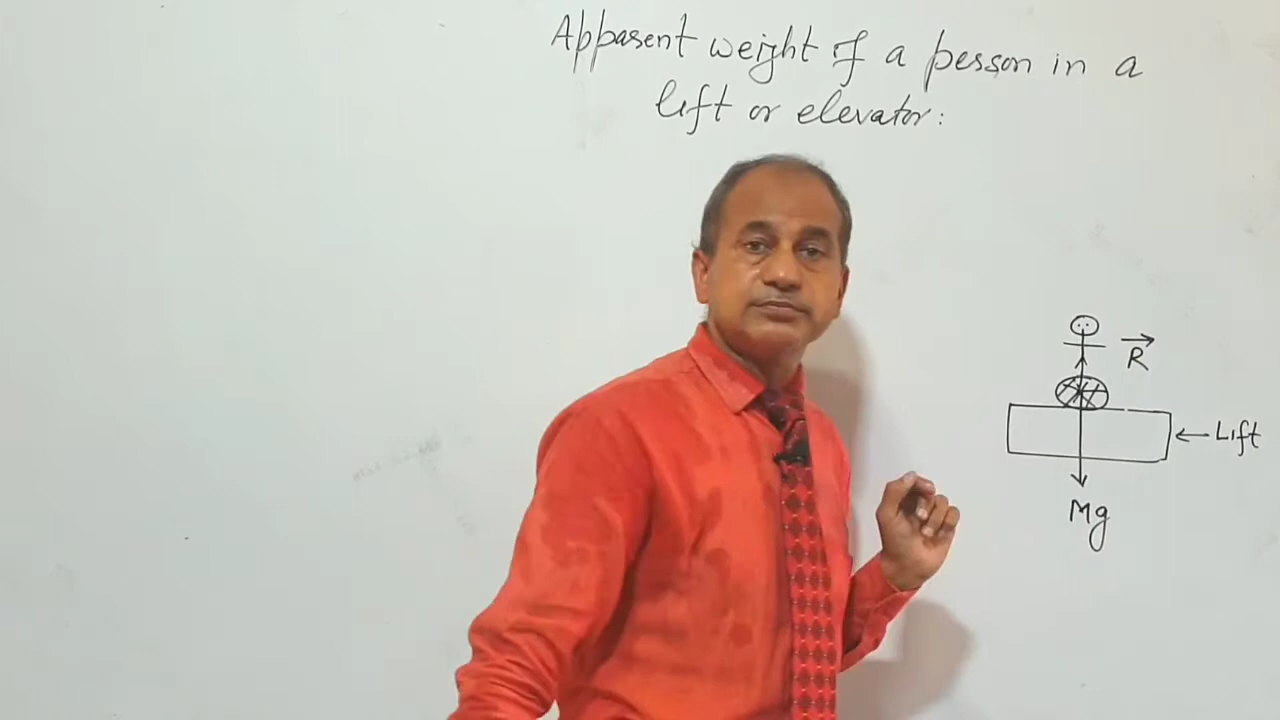 Apparent weight of a person in a
lift or elevator:
R
Lift
Mg